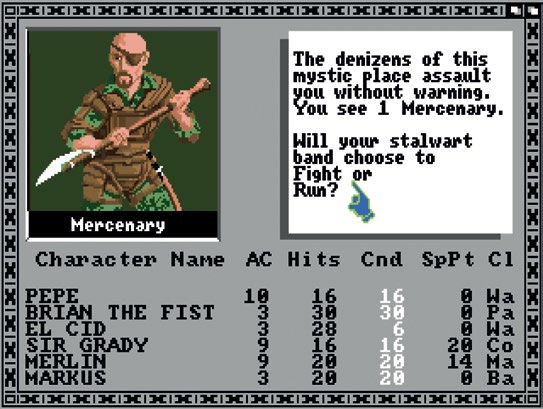 The denizens of this
mystic place assault
you without warning.
You see 1 Mercenary.
Will your stalwart
band choose to
Fight or
Run?
Mercenary
Character Name AC Hits Cnd SpPt Cl
PEPE 10 16 16 0 Wa
BRIAN THE FIST 3 30 30 0 Pa
EL CID 3 28 6 0 Wa
SIR GRADY 9 16 16 20 Co
MERLIN 9 20 20 14 Ma
MARKUS 3 20 20 0 Ba